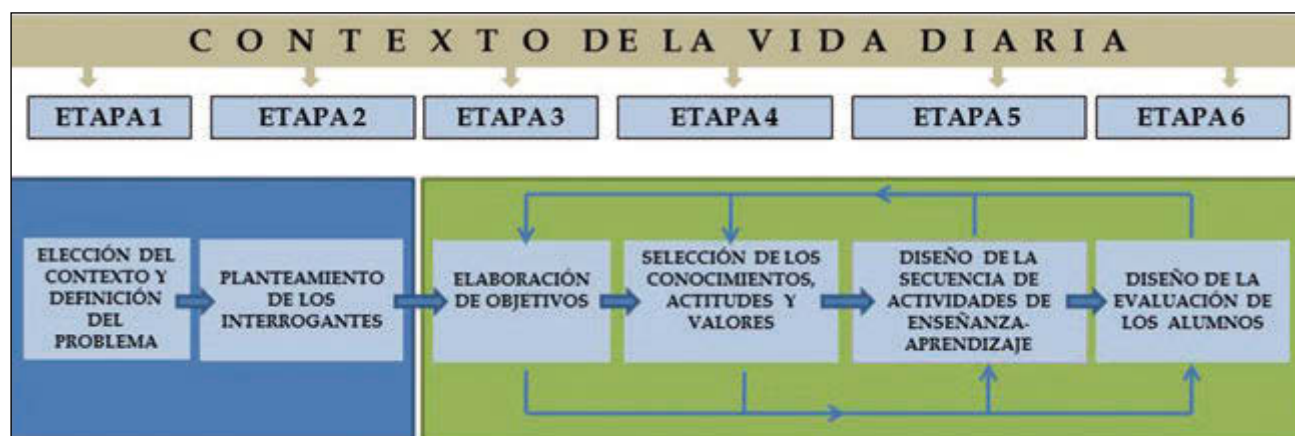 CONTEXTO DE LA VIDA DIARIA
ETAPA 1
ETAPA 2
ETAPA 3
ETAPA 4
ETAPA 5
ETAPA 6
ELECCIÓN DEL
CONTEXTO Y
DEFINICIÓN
DEL
PROBLEMA
PLANTEAMIENTO
DE LOS
INTERROGANTES
ELABORACIÓN
DE OBJETIVOS
SELECCIÓN DE LOS
CONOCIMIENTOS,
ACTITUDES Y
VALORES
DISEÑO DE LA
SECUENCIA DE
ACTIVIDADES DE
ENSEÑANZA-
APRENDIZAJE
DISEÑO DE LA
EVALUACIÓN DE
LOS ALUMNOS